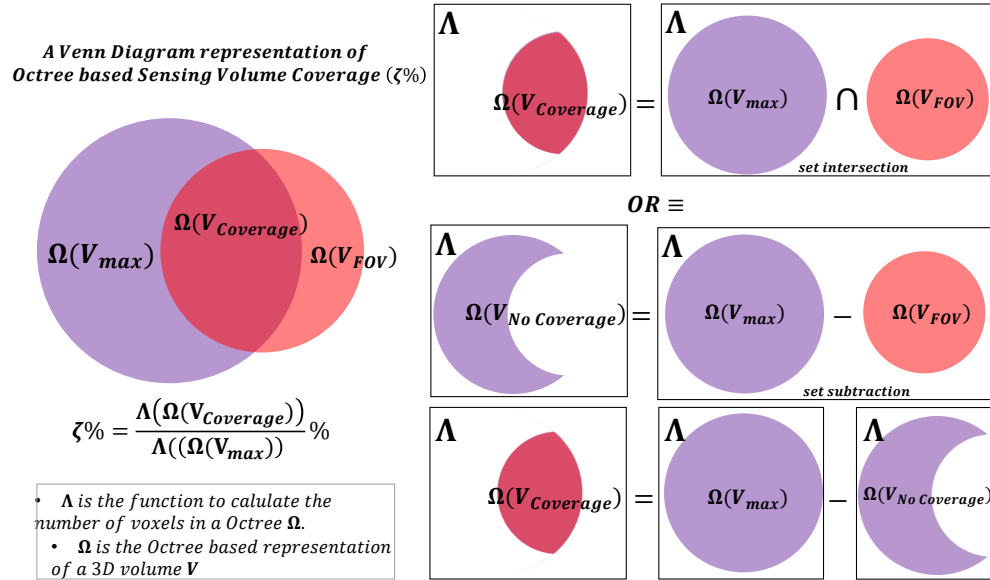 A Venn Diagram representation of
Octree based Sensing Volume Coverage (ζ%)
Ω(V_max)
Ω(V_Coverage)
Ω(V_FOV)
ζ% = Λ(Ω(V_Coverage)) / Λ((Ω(V_max)) %
• Λ is the function to calulate the
number of voxels in a Octree Ω.
• Ω is the Octree based representation
of a 3D volume V
Λ Ω(V_Coverage) = Λ Ω(V_max) ∩ Ω(V_FOV)
set intersection
OR ≡
Λ Ω(V_No Coverage) = Λ Ω(V_max) − Ω(V_FOV)
set subtraction
Λ Ω(V_Coverage) = Λ Ω(V_max) − Λ Ω(V_No Coverage)